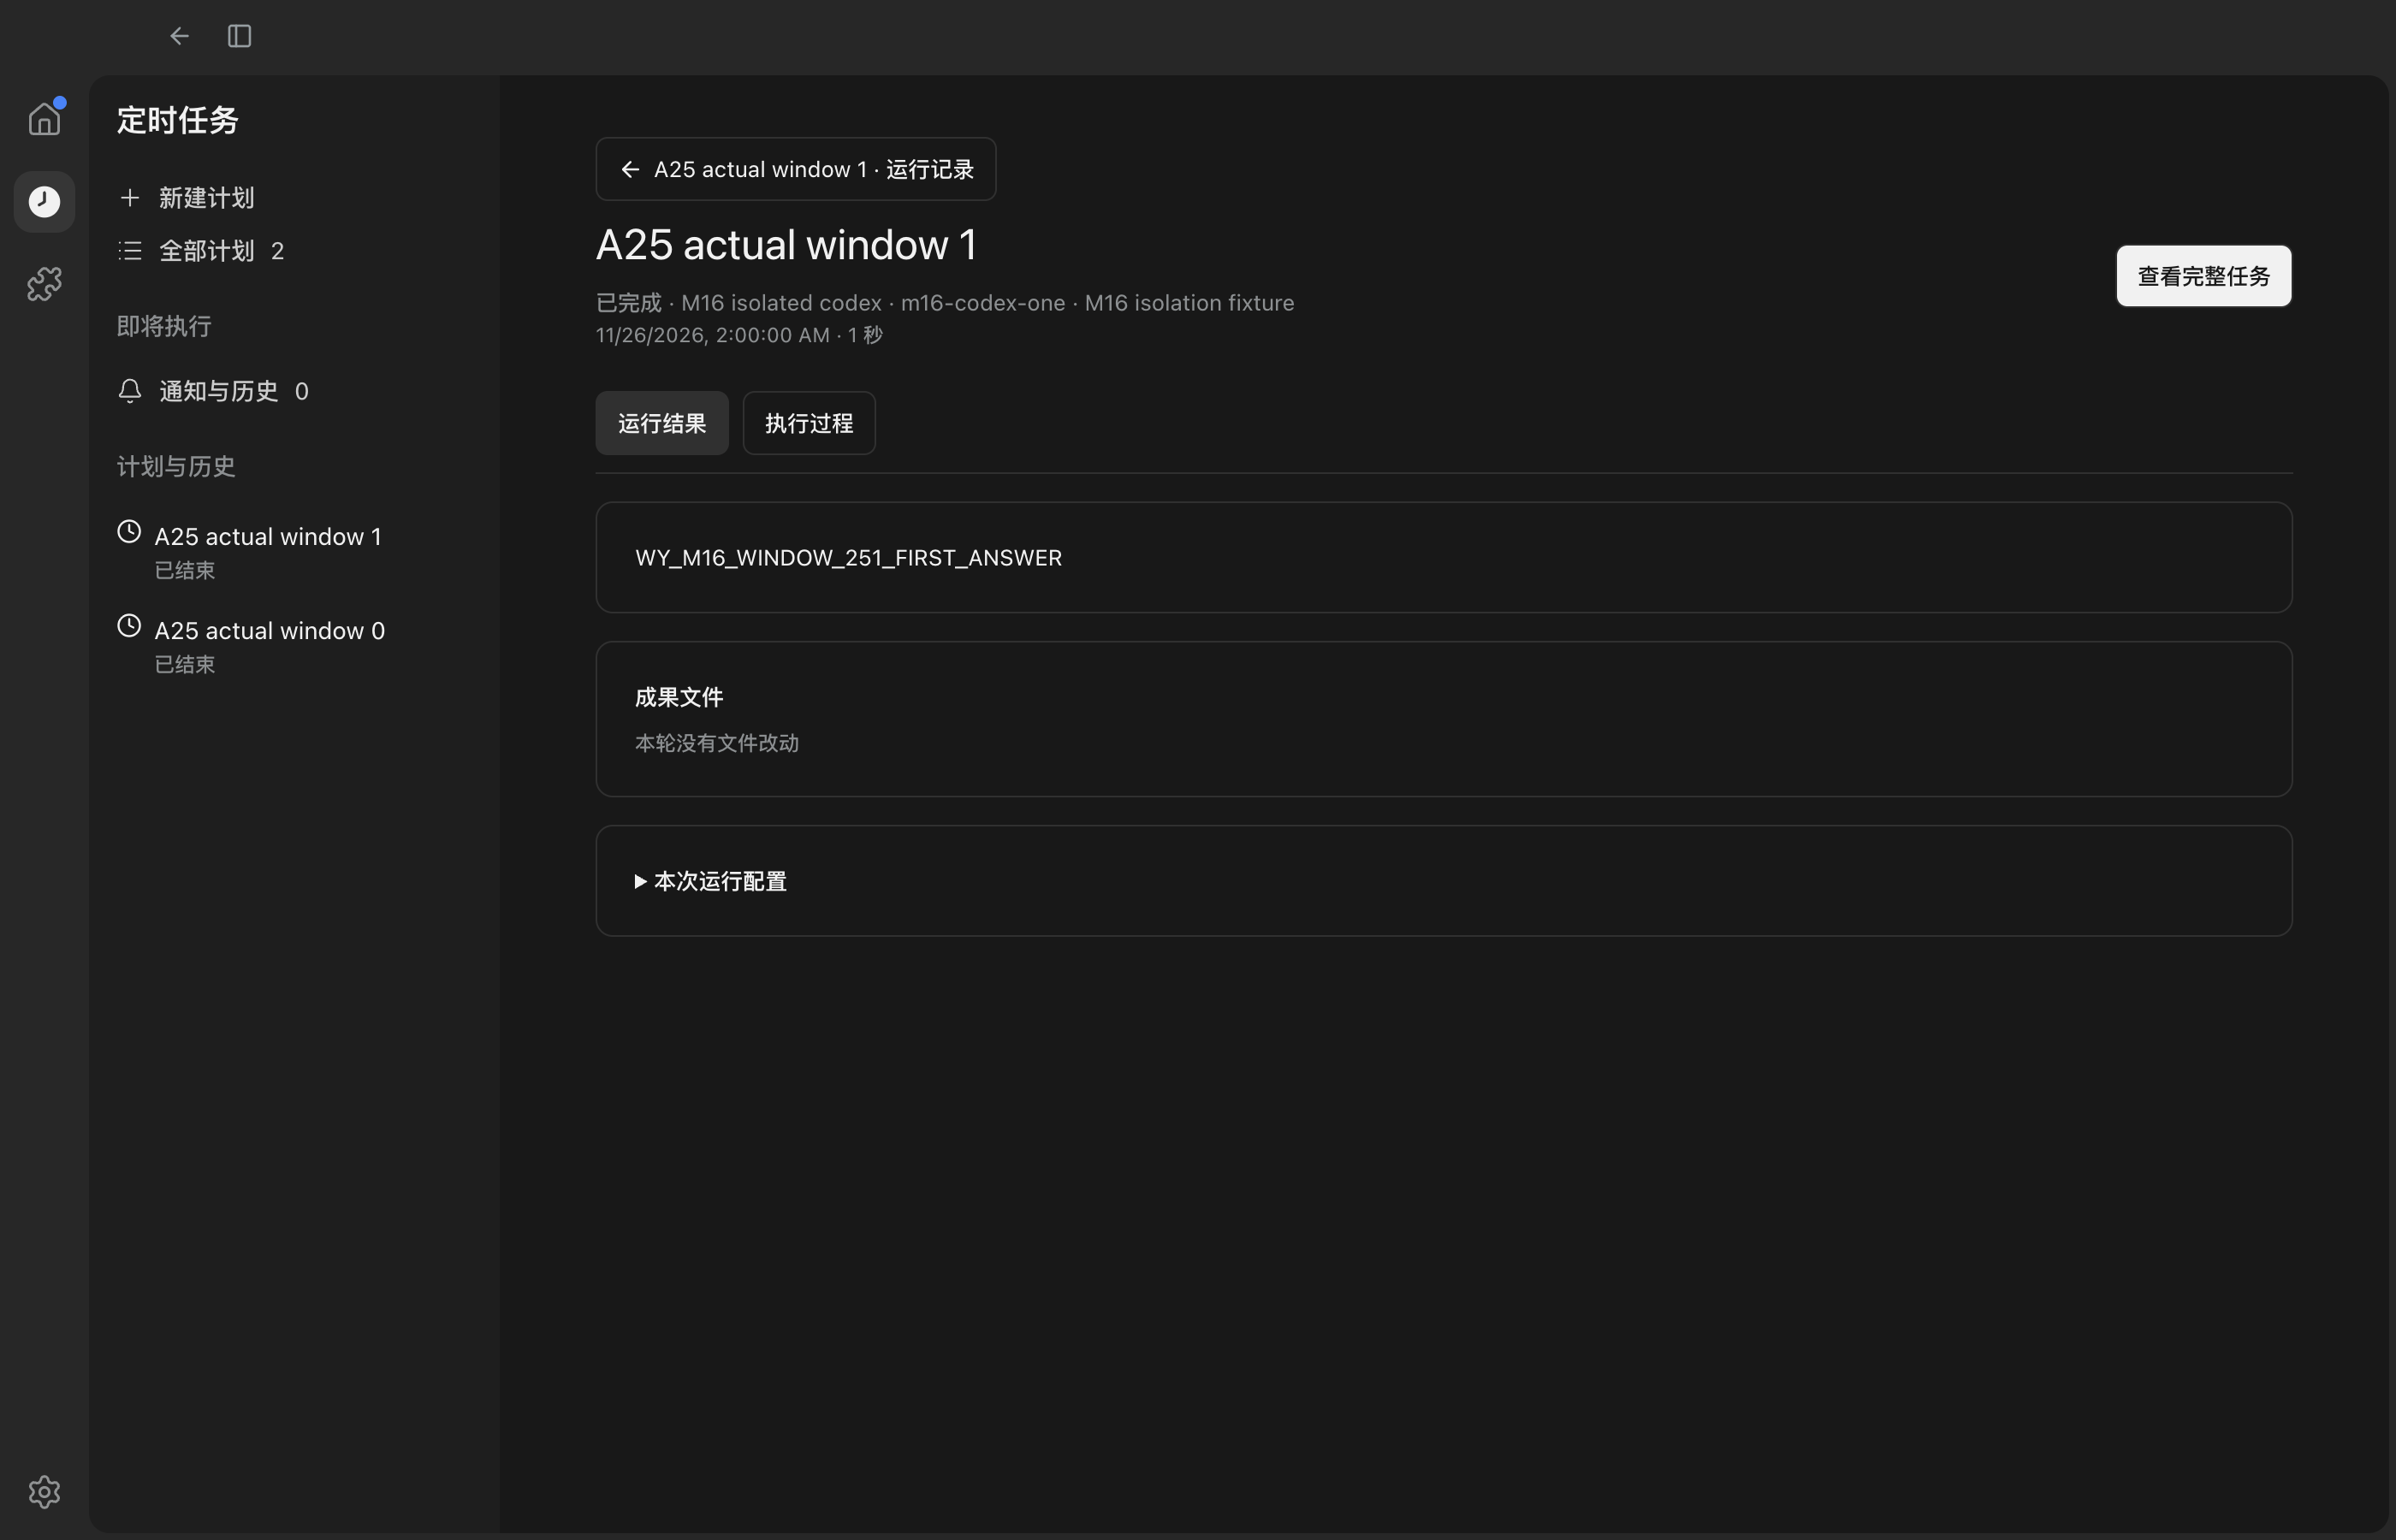 定时任务
新建计划
全部计划 2
即将执行
通知与历史 0
计划与历史
A25 actual window 1
已结束
A25 actual window 0
已结束
A25 actual window 1 · 运行记录
A25 actual window 1
已完成 · M16 isolated codex · m16-codex-one · M16 isolation fixture
11/26/2026, 2:00:00 AM · 1 秒
查看完整任务
运行结果
执行过程
WY_M16_WINDOW_251_FIRST_ANSWER
成果文件
本轮没有文件改动
本次运行配置